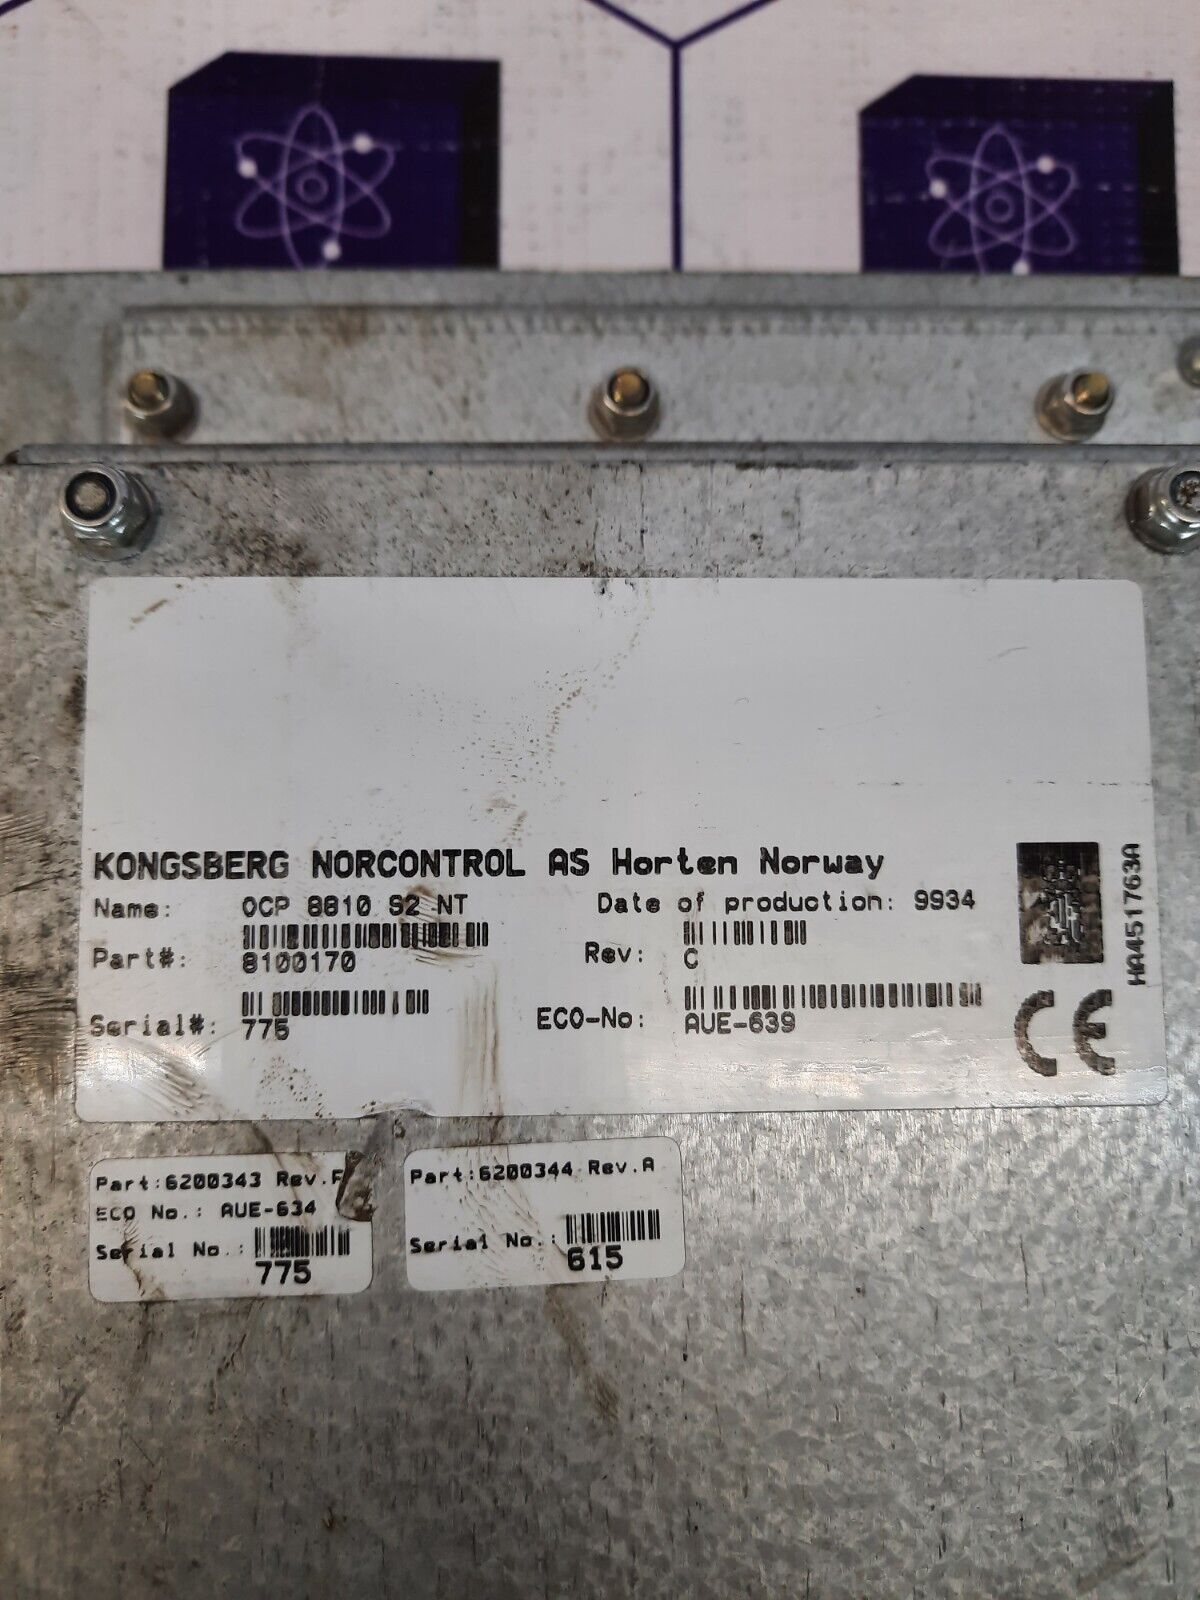 KONGSBERG NORCONTROL AS Horten Norway
Name: OCP 8810 S2 NT Date of production: 9934
Part#: 8100170 Rev: C
Serial#: 775 ECO-No: AUE-639
HA451763A
CE
Part:6200343 Rev.
ECO No.: AUE-634
Serial No.:
775
Part:6200344 Rev.A
Serial No.:
615